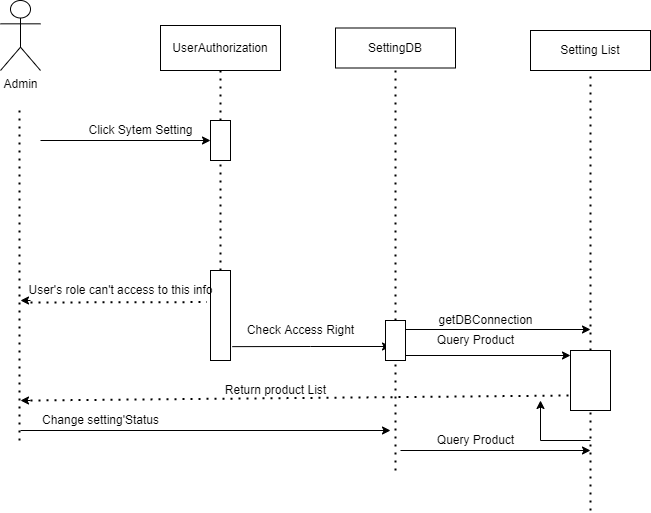 UserAuthorization
SettingDB
Setting List
Admin
Click Sytem Setting
User's role can't access to this info
getDBConnection
Check Access Right
Query Product
Return product List
Change setting'Status
Query Product